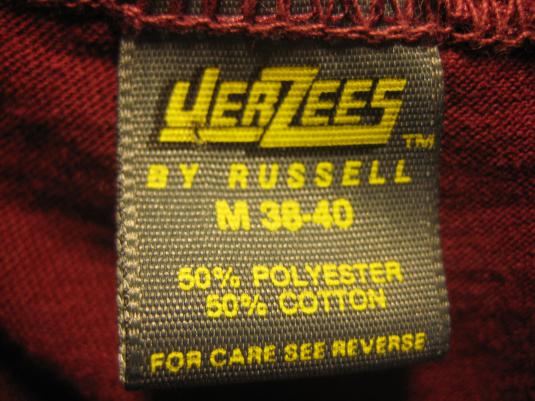 JERZEES TM
BY RUSSELL
M 38-40
50% POLYESTER
50% COTTON
FOR CARE SEE REVERSE